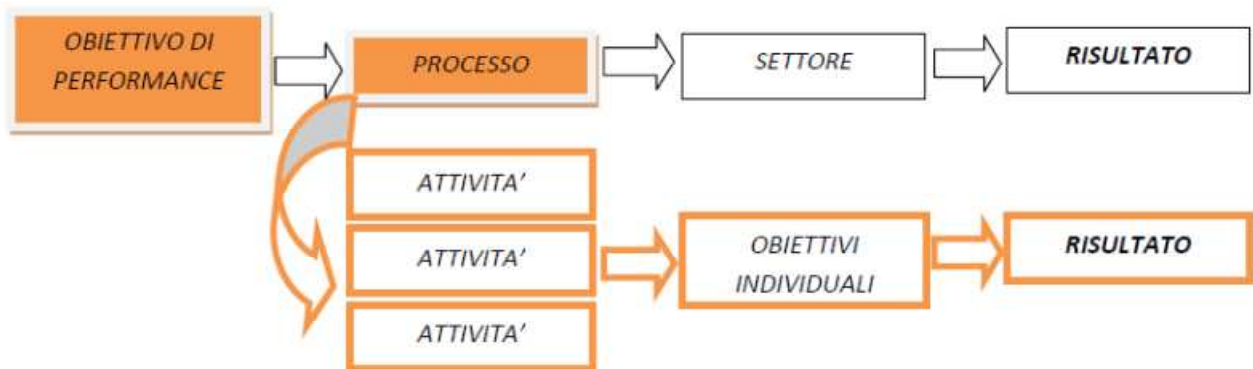 OBIETTIVO DI
PERFORMANCE
PROCESSO
SETTORE
RISULTATO
ATTIVITA’
ATTIVITA’
OBIETTIVI
INDIVIDUALI
RISULTATO
ATTIVITA’